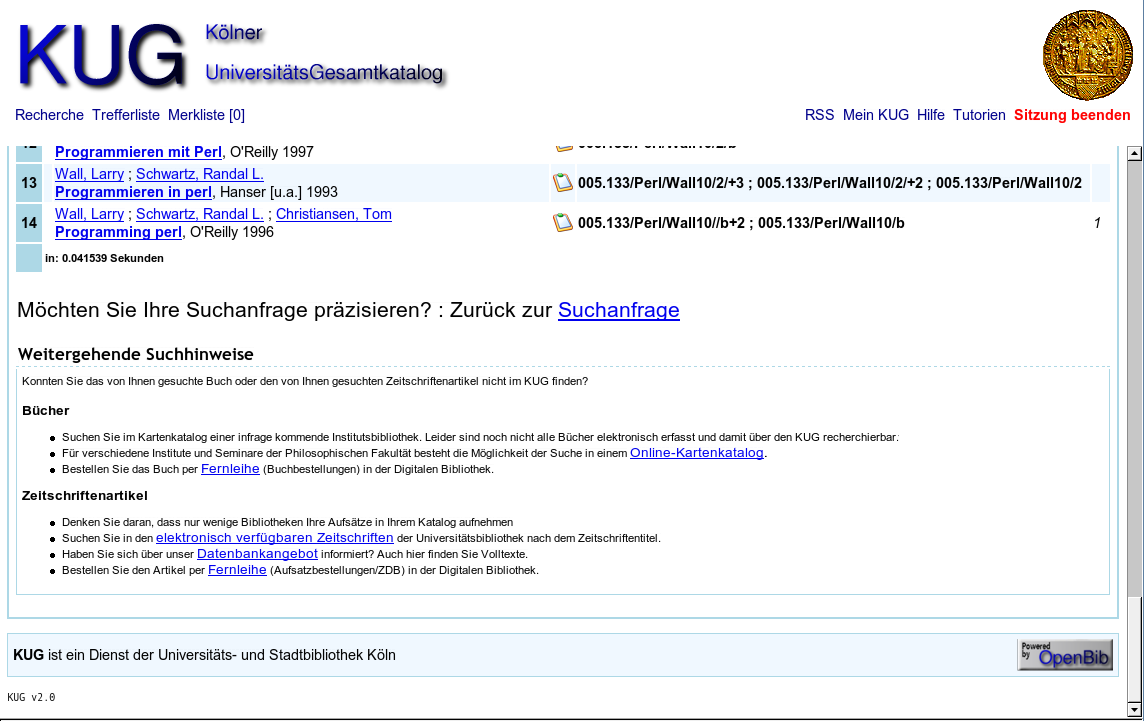 KUG
Kölner
UniversitätsGesamtkatalog
Recherche Trefferliste Merkliste [0]
RSS Mein KUG Hilfe Tutorien Sitzung beenden
Programmieren mit Perl, O'Reilly 1997
13 Wall, Larry ; Schwartz, Randal L.
Programmieren in perl, Hanser [u.a.] 1993
005.133/Perl/Wall10/2/+3 ; 005.133/Perl/Wall10/2/+2 ; 005.133/Perl/Wall10/2
14 Wall, Larry ; Schwartz, Randal L. ; Christiansen, Tom
Programming perl, O'Reilly 1996
005.133/Perl/Wall10//b+2 ; 005.133/Perl/Wall10/b 1
in: 0.041539 Sekunden
Möchten Sie Ihre Suchanfrage präzisieren? : Zurück zur Suchanfrage
Weitergehende Suchhinweise
Konnten Sie das von Ihnen gesuchte Buch oder den von Ihnen gesuchten Zeitschriftenartikel nicht im KUG finden?
Bücher
Suchen Sie im Kartenkatalog einer infrage kommende Institutsbibliothek. Leider sind noch nicht alle Bücher elektronisch erfasst und damit über den KUG recherchierbar.
Für verschiedene Institute und Seminare der Philosophischen Fakultät besteht die Möglichkeit der Suche in einem Online-Kartenkatalog.
Bestellen Sie das Buch per Fernleihe (Buchbestellungen) in der Digitalen Bibliothek.
Zeitschriftenartikel
Denken Sie daran, dass nur wenige Bibliotheken Ihre Aufsätze in Ihrem Katalog aufnehmen
Suchen Sie in den elektronisch verfügbaren Zeitschriften der Universitätsbibliothek nach dem Zeitschriftentitel.
Haben Sie sich über unser Datenbankangebot informiert? Auch hier finden Sie Volltexte.
Bestellen Sie den Artikel per Fernleihe (Aufsatzbestellungen/ZDB) in der Digitalen Bibliothek.
KUG ist ein Dienst der Universitäts- und Stadtbibliothek Köln
Powered
by OpenBib
KUG v2.0